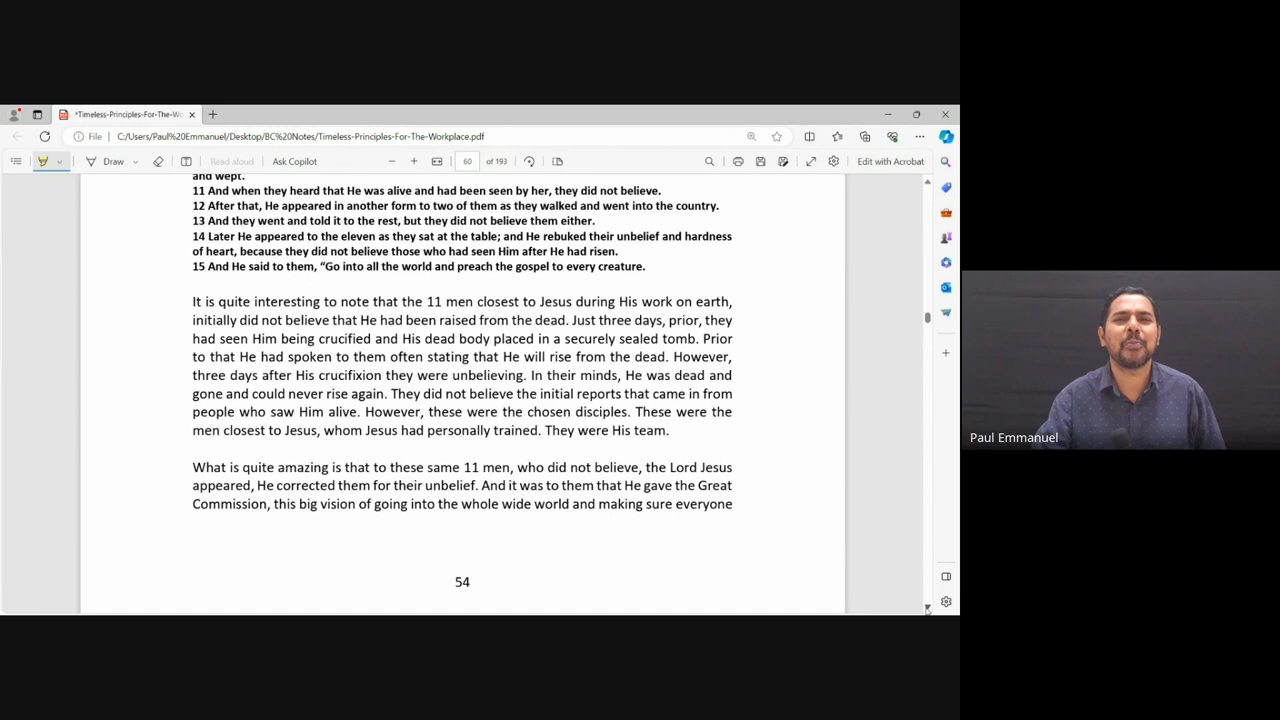 *Timeless-Principles-For-The-Wo
File
C:/Users/Paul%20Emmanuel/Desktop/BC%20Notes/Timeless-Principles-For-The-Workplace.pdf
Draw
Read aloud
Ask Copilot
60 of 193
Edit with Acrobat
and wept.
11 And when they heard that He was alive and had been seen by her, they did not believe.
12 After that, He appeared in another form to two of them as they walked and went into the country.
13 And they went and told it to the rest, but they did not believe them either.
14 Later He appeared to the eleven as they sat at the table; and He rebuked their unbelief and hardness
of heart, because they did not believe those who had seen Him after He had risen.
15 And He said to them, “Go into all the world and preach the gospel to every creature.
It is quite interesting to note that the 11 men closest to Jesus during His work on earth,
initially did not believe that He had been raised from the dead. Just three days, prior, they
had seen Him being crucified and His dead body placed in a securely sealed tomb. Prior
to that He had spoken to them often stating that He will rise from the dead. However,
three days after His crucifixion they were unbelieving. In their minds, He was dead and
gone and could never rise again. They did not believe the initial reports that came in from
people who saw Him alive. However, these were the chosen disciples. These were the
men closest to Jesus, whom Jesus had personally trained. They were His team.
What is quite amazing is that to these same 11 men, who did not believe, the Lord Jesus
appeared, He corrected them for their unbelief. And it was to them that He gave the Great
Commission, this big vision of going into the whole wide world and making sure everyone
54
Paul Emmanuel